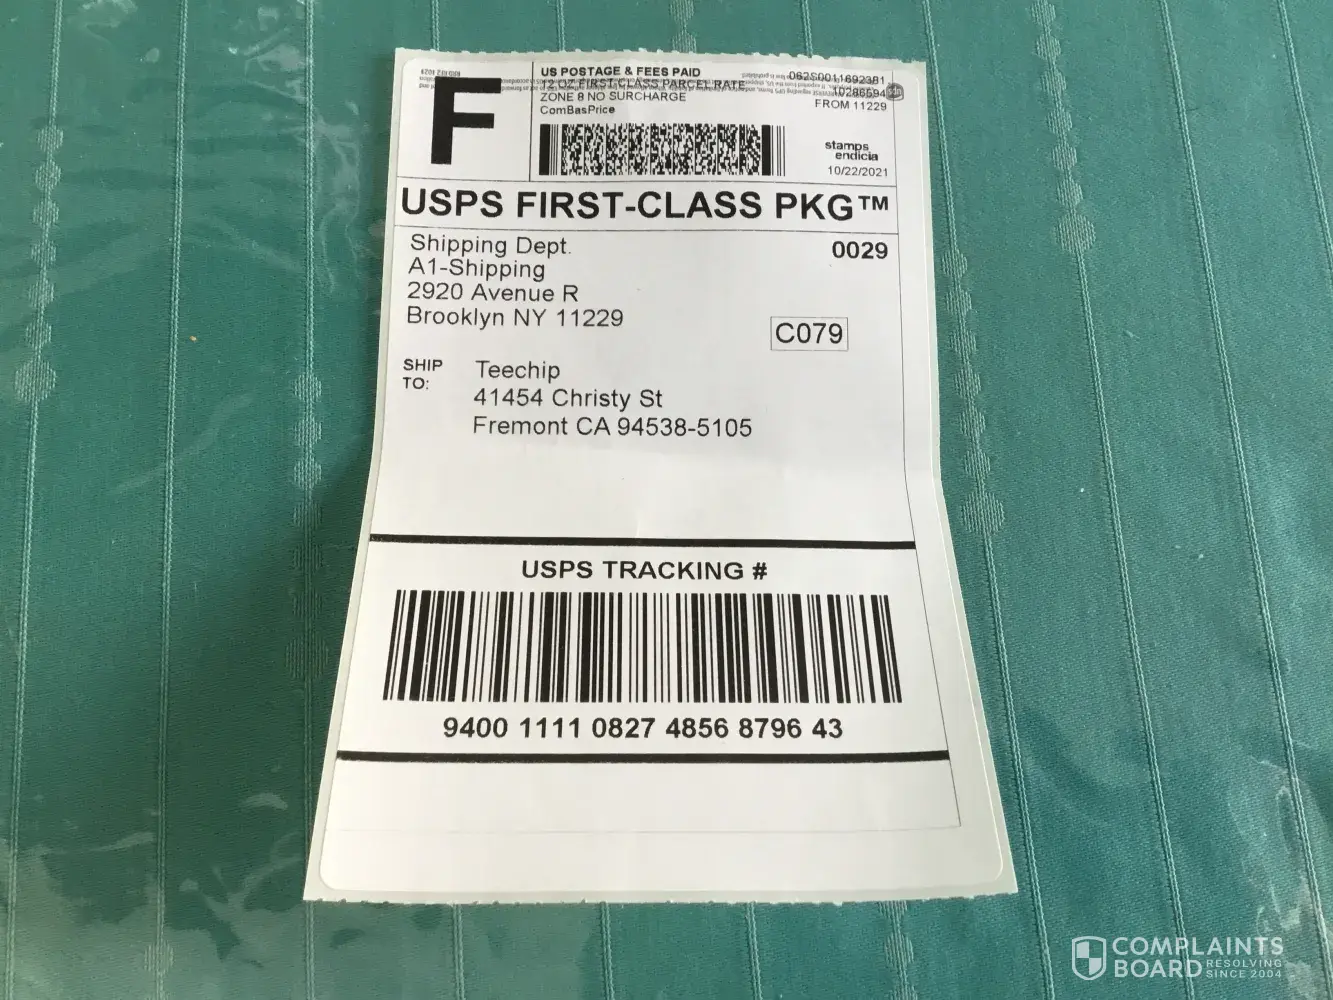 F
US POSTAGE & FEES PAID
12 OZ FIRST-CLASS PARCEL RATE
ZONE 8 NO SURCHARGE
ComBasPrice
062S0011692381
10286594
FROM 11229
stamps
endicia
10/22/2021
USPS FIRST-CLASS PKG™
Shipping Dept.
A1-Shipping
2920 Avenue R
Brooklyn NY 11229
0029
C079
SHIP
TO:
Teechip
41454 Christy St
Fremont CA 94538-5105
USPS TRACKING #
9400 1111 0827 4856 8796 43
COMPLAINTS
BOARD RESOLVING
SINCE 2004